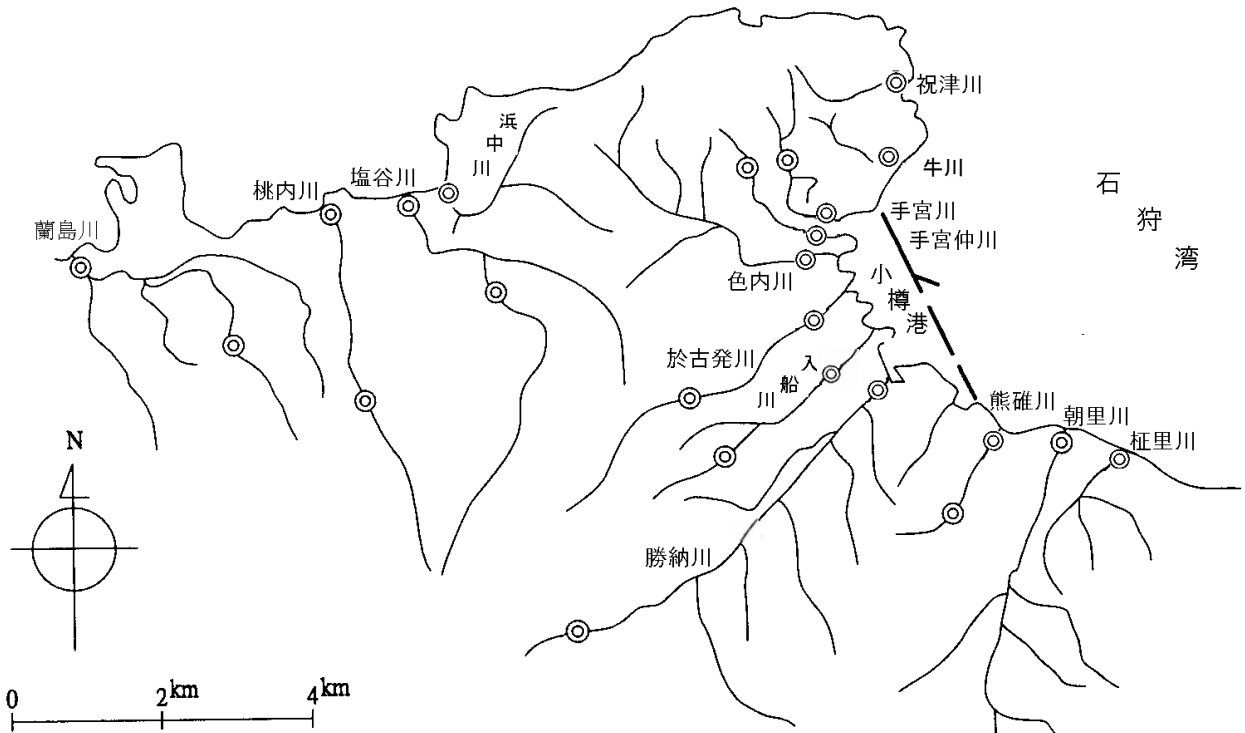 祝津川
浜中川
塩谷川
桃内川
牛川
石狩湾
蘭島川
手宮川
手宮仲川
色内川
小樽港
於古発川
入船川
熊碓川
朝里川
柾里川
N
勝納川
0
2km
4km